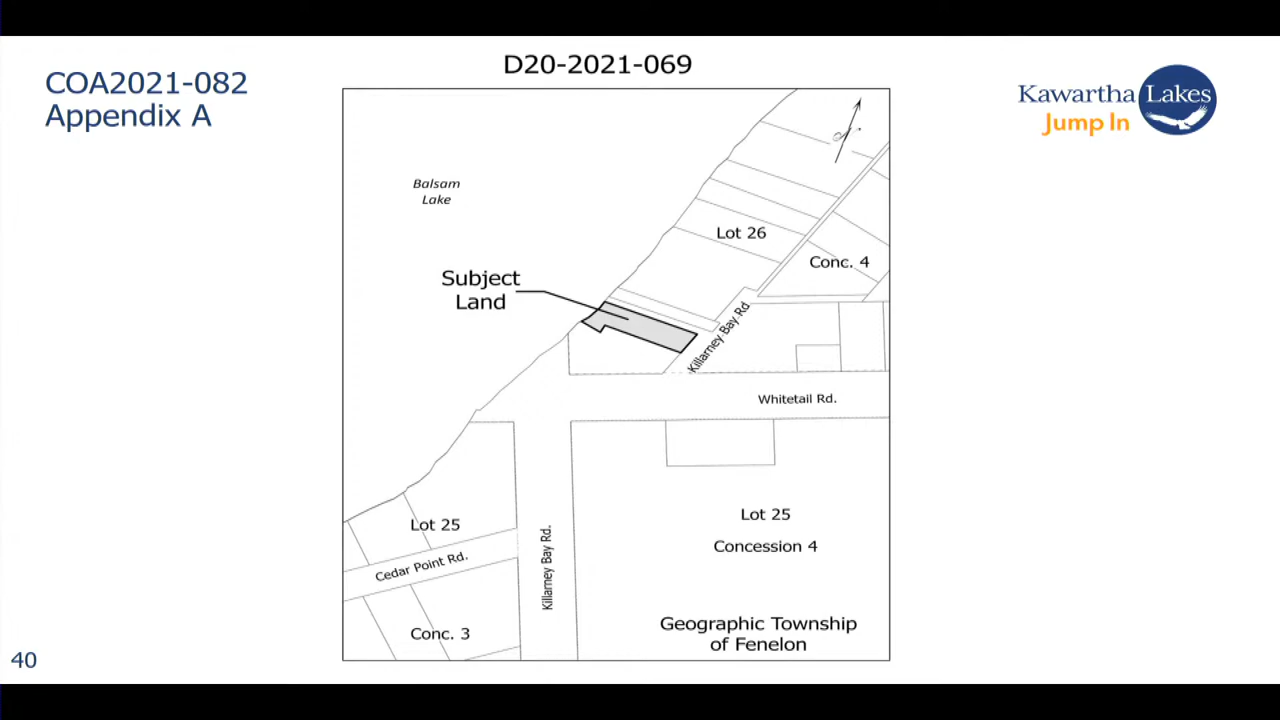 D20-2021-069
COA2021-082
Appendix A
Kawartha Lakes
Jump In
N
Balsam
Lake
Lot 26
Conc. 4
Subject
Land
Killarney Bay Rd
Whitetail Rd.
Lot 25
Cedar Point Rd.
Conc. 3
Killarney Bay Rd.
Lot 25
Concession 4
Geographic Township
of Fenelon
40